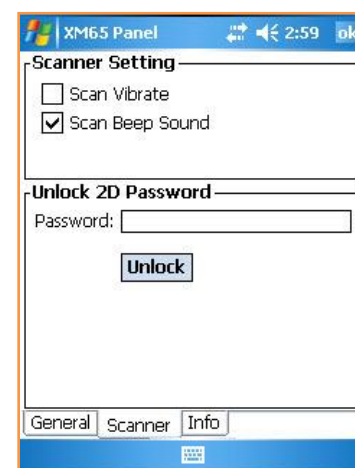 XM65 Panel 2:59 ok
Scanner Setting
Scan Vibrate
Scan Beep Sound
Unlock 2D Password
Password:
Unlock
General Scanner Info